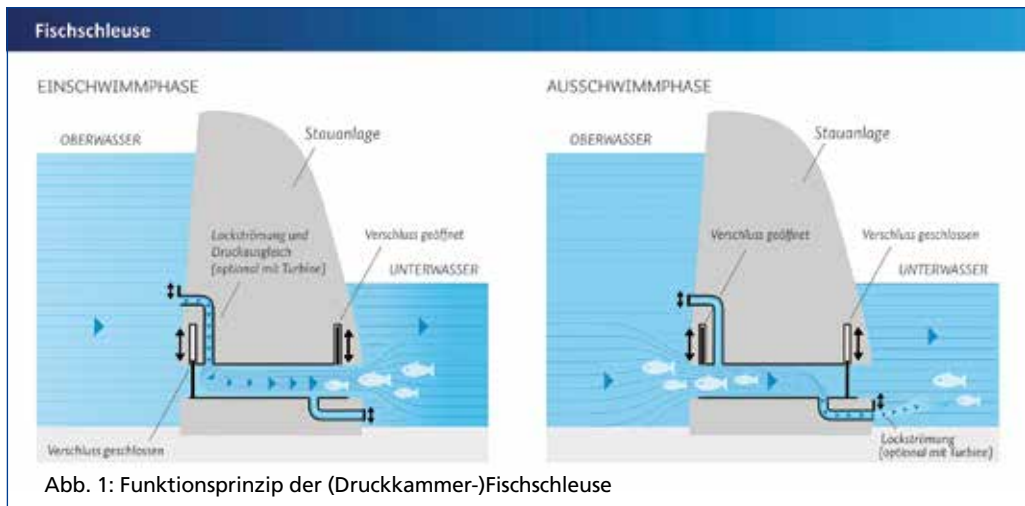 Fischschleuse
EINSCHWIMMPHASE
OBERWASSER
Stauanlage
Lockströmung und
Druckausgleich
(optional mit Turbine)
Verschluss geöffnet
UNTERWASSER
Verschluss geschlossen
AUSSCHWIMMPHASE
OBERWASSER
Stauanlage
Verschluss geöffnet
Verschluss geschlossen
UNTERWASSER
Lockströmung
(optional mit Turbine)
Abb. 1: Funktionsprinzip der (Druckkammer-)Fischschleuse